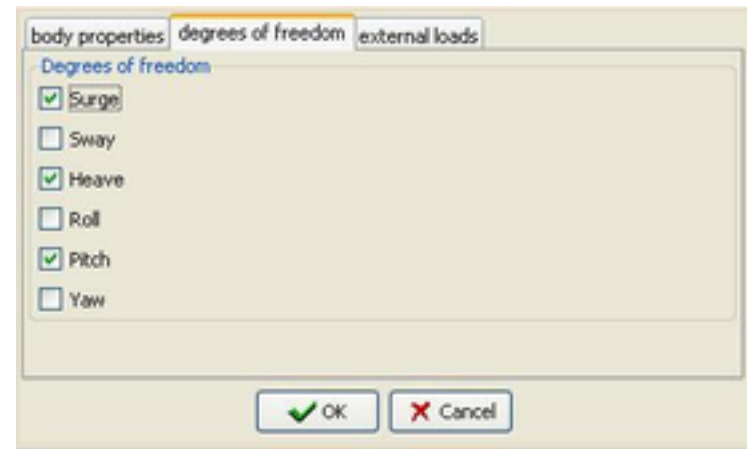 body properties degrees of freedom external loads
Degrees of freedom
Surge
Sway
Heave
Roll
Pitch
Yaw
OK Cancel